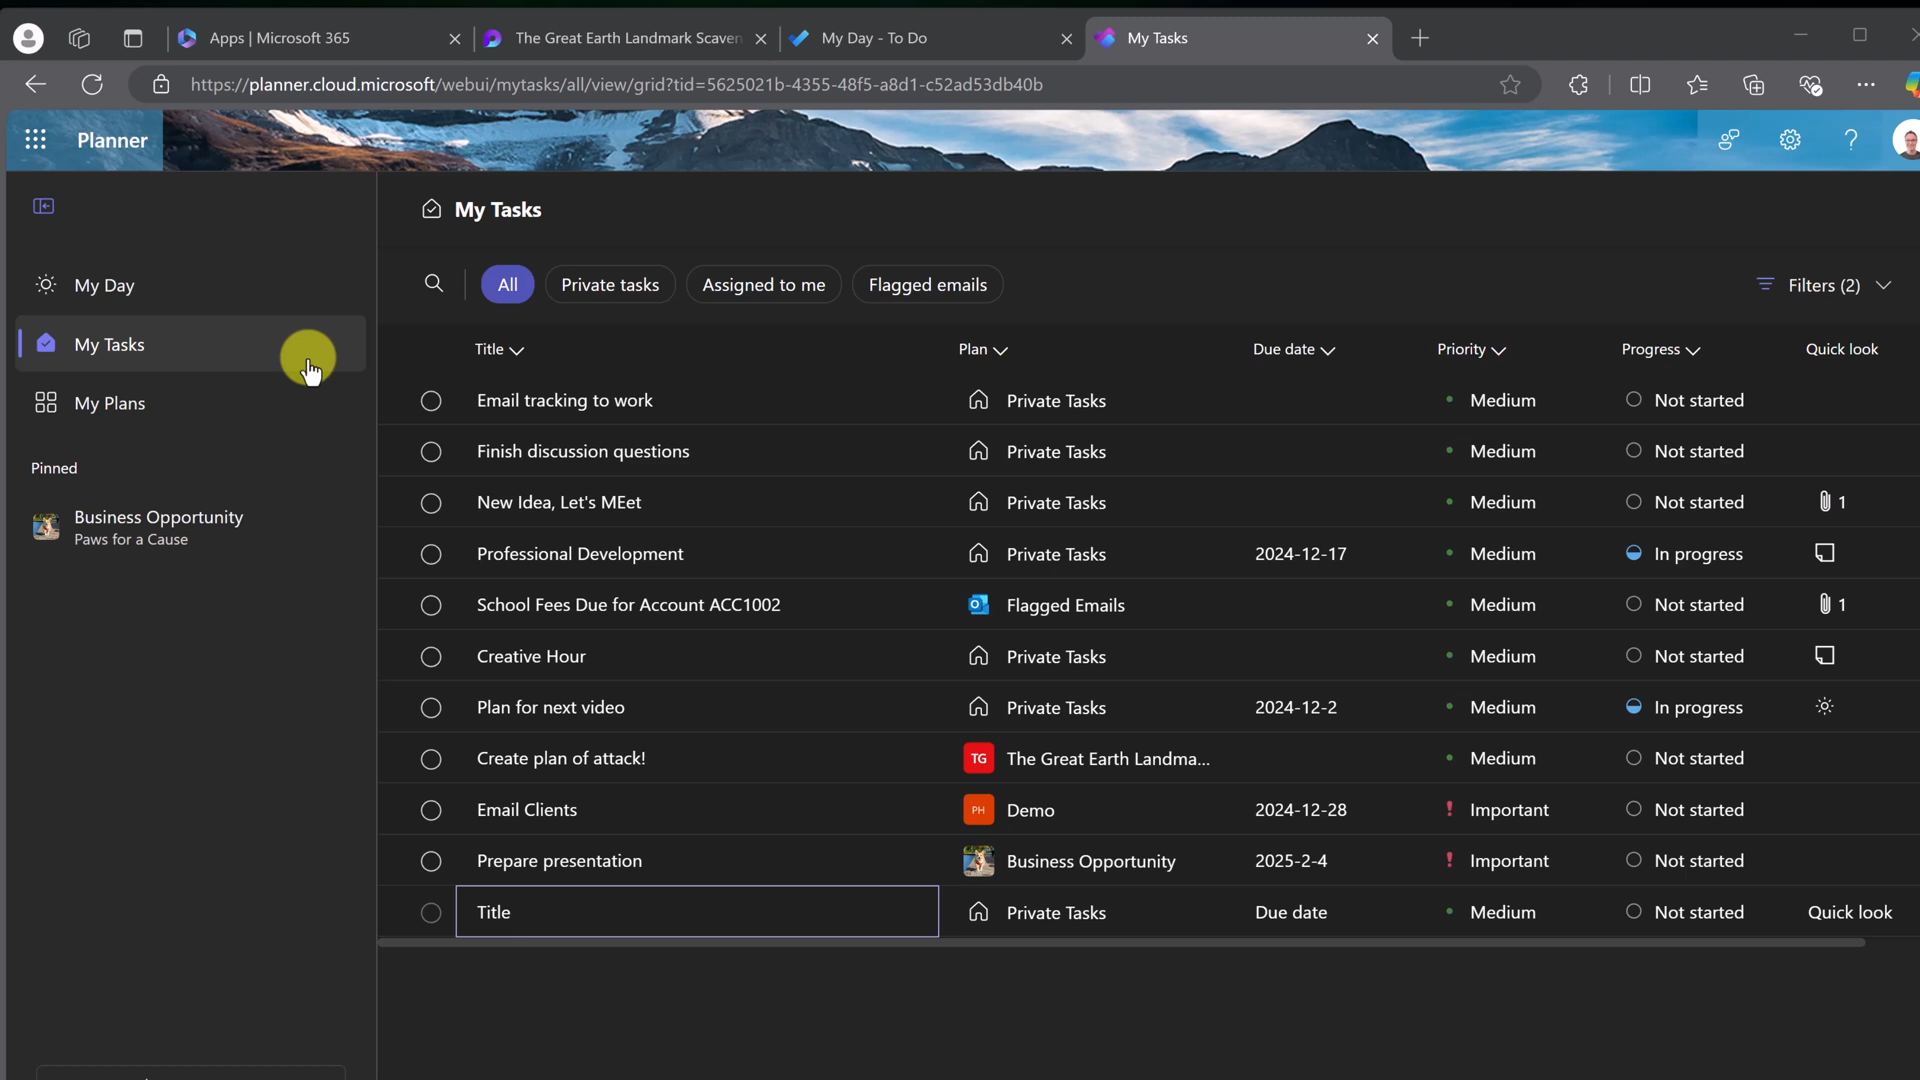 Apps | Microsoft 365
The Great Earth Landmark Scaven
My Day - To Do
My Tasks
https://planner.cloud.microsoft/webui/mytasks/all/view/grid?tid=5625021b-4355-48f5-a8d1-c52ad53db40b
Planner
My Day
My Tasks
My Plans
Pinned
Business Opportunity
Paws for a Cause
My Tasks
All Private tasks Assigned to me Flagged emails Filters (2)
Title Plan Due date Priority Progress Quick look
Email tracking to work Private Tasks Medium Not started
Finish discussion questions Private Tasks Medium Not started
New Idea, Let's MEet Private Tasks Medium Not started 1
Professional Development Private Tasks 2024-12-17 Medium In progress
School Fees Due for Account ACC1002 Flagged Emails Medium Not started 1
Creative Hour Private Tasks Medium Not started
Plan for next video Private Tasks 2024-12-2 Medium In progress
Create plan of attack! TG The Great Earth Landma... Medium Not started
Email Clients PH Demo 2024-12-28 Important Not started
Prepare presentation Business Opportunity 2025-2-4 Important Not started
Title Private Tasks Due date Medium Not started Quick look